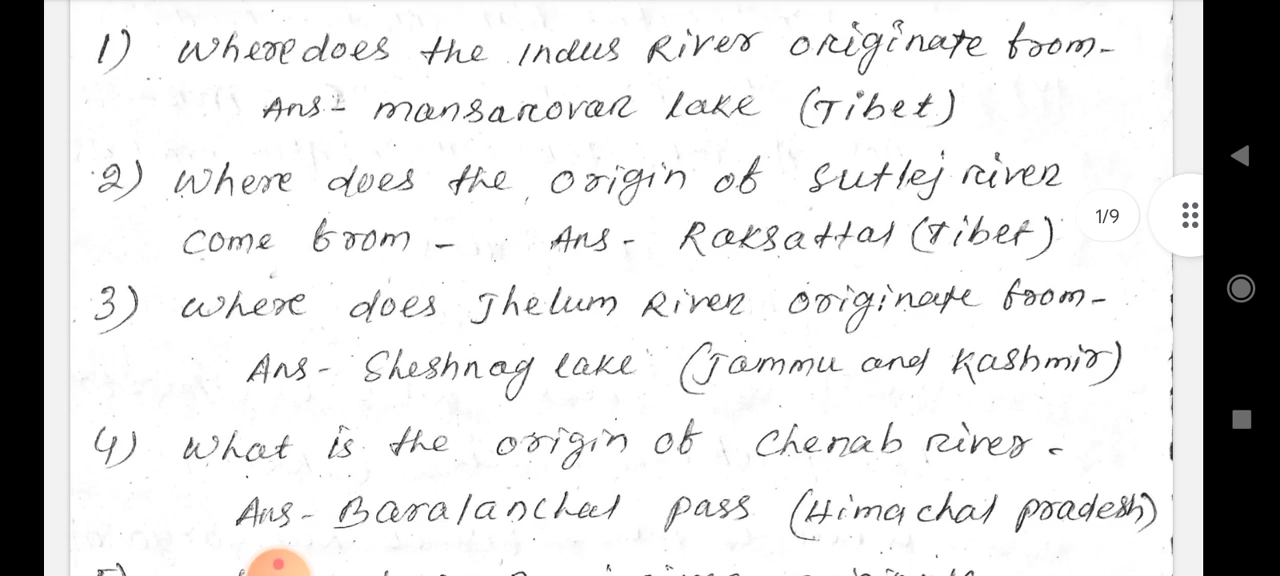 1) Where does the Indus River originate from-
Ans:- mansarovar lake (Tibet)
2) Where does the origin of Sutlej river
come from - Ans - Raksattal (Tibet)
1/9
3) Where does Jhelum River originate from-
Ans - Sheshnag lake (Jammu and Kashmir)
4) What is the origin of Chenab river -
Ans - Baralanchal pass (Himachal pradesh)
5)